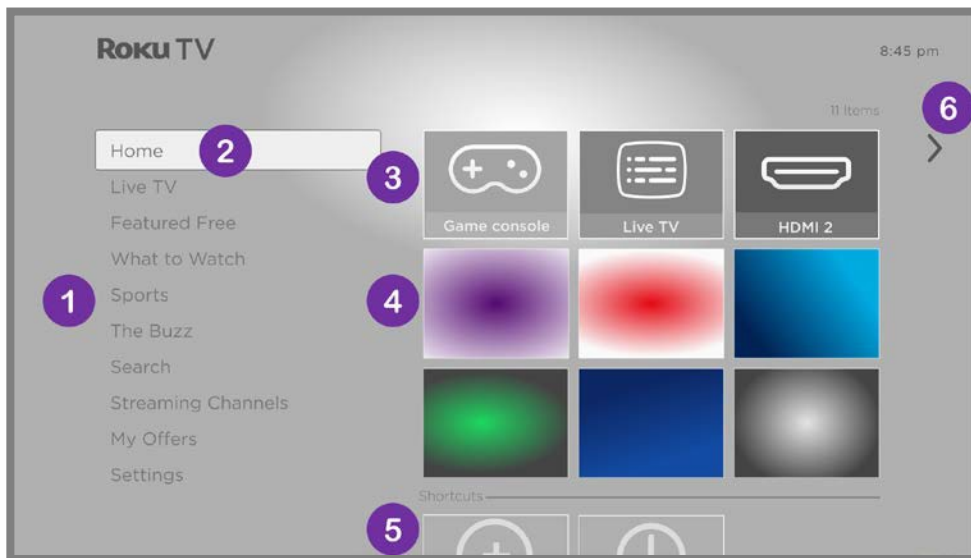 Roku TV
8:45 pm
11 Items
6
Home 2
Live TV
Featured Free
What to Watch
1 Sports
The Buzz
Search
Streaming Channels
My Offers
Settings
3
Game console Live TV HDMI 2
4
Shortcuts
5